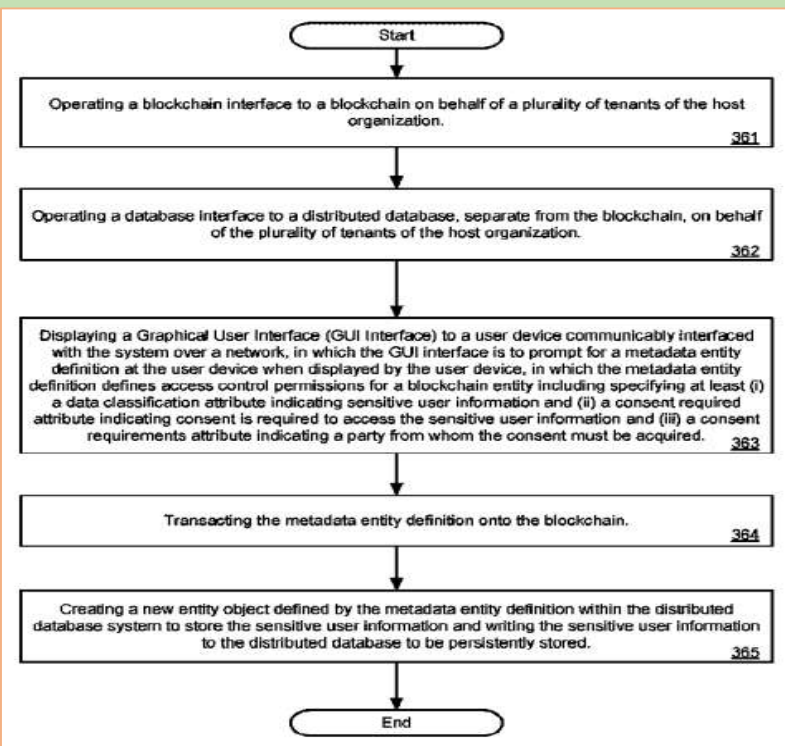 Start
Operating a blockchain interface to a blockchain on behalf of a plurality of tenants of the host
organization.
361
Operating a database interface to a distributed database, separate from the blockchain, on behalf
of the plurality of tenants of the host organization.
362
Displaying a Graphical User Interface (GUI Interface) to a user device communicably interfaced
with the system over a network, in which the GUI interface is to prompt for a metadata entity
definition at the user device when displayed by the user device, in which the metadata entity
definition defines access control permissions for a blockchain entity including specifying at least (i)
a data classification attribute indicating sensitive user information and (ii) a consent required
attribute indicating consent is required to access the sensitive user information and (iii) a consent
requirements attribute indicating a party from whom the consent must be acquired.
363
Transacting the metadata entity definition onto the blockchain.
364
Creating a new entity object defined by the metadata entity definition within the distributed
database system to store the sensitive user information and writing the sensitive user information
to the distributed database to be persistently stored.
365
End